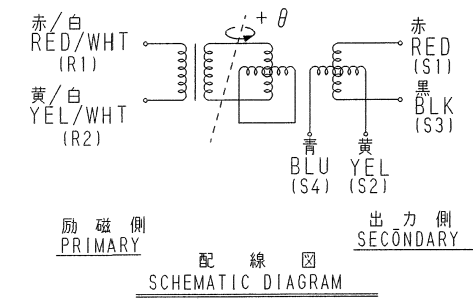 赤/白
RED/WHT
(R1)
黄/白
YEL/WHT
(R2)
+θ
赤
RED
(S1)
黒
BLK
(S3)
青
BLU
(S4)
黄
YEL
(S2)
励磁側
PRIMARY
出力側
SECŌNDARY
配線図
SCHEMATIC DIAGRAM